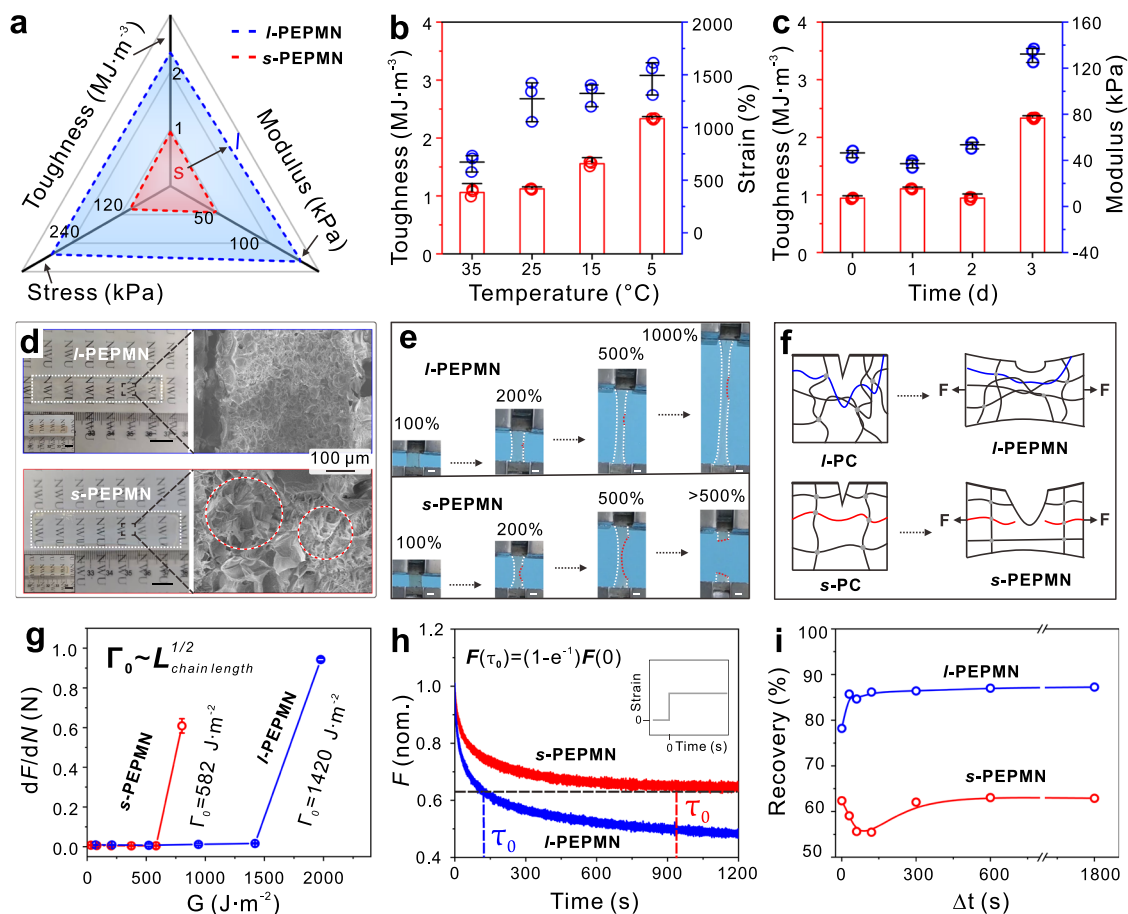 a
l-PEPMN
s-PEPMN
Toughness (MJ·m⁻³)
Modulus (kPa)
Stress (kPa)
2
1
l
s
120
240
50
100
b
Toughness (MJ·m⁻³)
4
3
2
1
0
Strain (%)
2000
1500
1000
500
0
35
25
15
5
Temperature (°C)
c
Toughness (MJ·m⁻³)
4
3
2
1
0
Modulus (kPa)
160
120
80
40
0
-40
0
1
2
3
Time (d)
d
l-PEPMN
NWU
s-PEPMN
NWU
100 μm
e
l-PEPMN
100%
200%
500%
1000%
s-PEPMN
100%
200%
500%
>500%
f
F
F
l-PC
l-PEPMN
F
F
s-PC
s-PEPMN
g
Γ₀~L¹ᐟ² chain length
s-PEPMN
Γ₀=582 J·m⁻²
l-PEPMN
Γ₀=1420 J·m⁻²
dF/dN (N)
1.0
0.8
0.6
0.4
0.2
0.0
0
500
1000
1500
2000
G (J·m⁻²)
h
F(τ₀)=(1-e⁻¹)F(0)
Strain
0
0
Time (s)
s-PEPMN
l-PEPMN
τ₀
τ₀
F (nom.)
1.0
1.2
0.8
0.6
0.4
0
300
600
900
1200
Time (s)
i
l-PEPMN
s-PEPMN
Recovery (%)
100
90
80
70
60
50
0
300
600
1800
Δt (s)